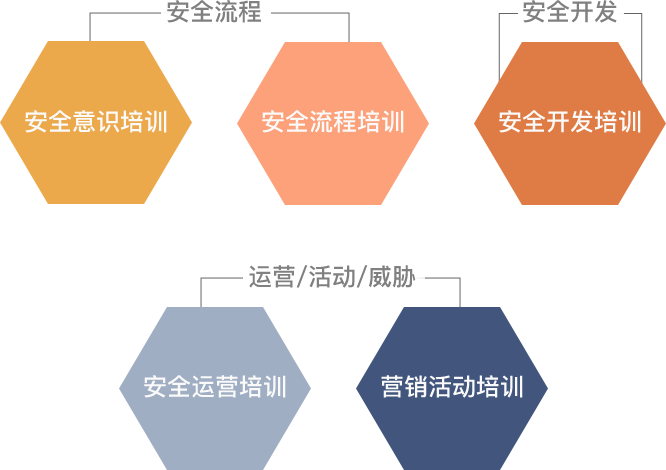 安全流程
安全开发
安全意识培训
安全流程培训
安全开发培训
运营/活动/威胁
安全运营培训
营销活动培训